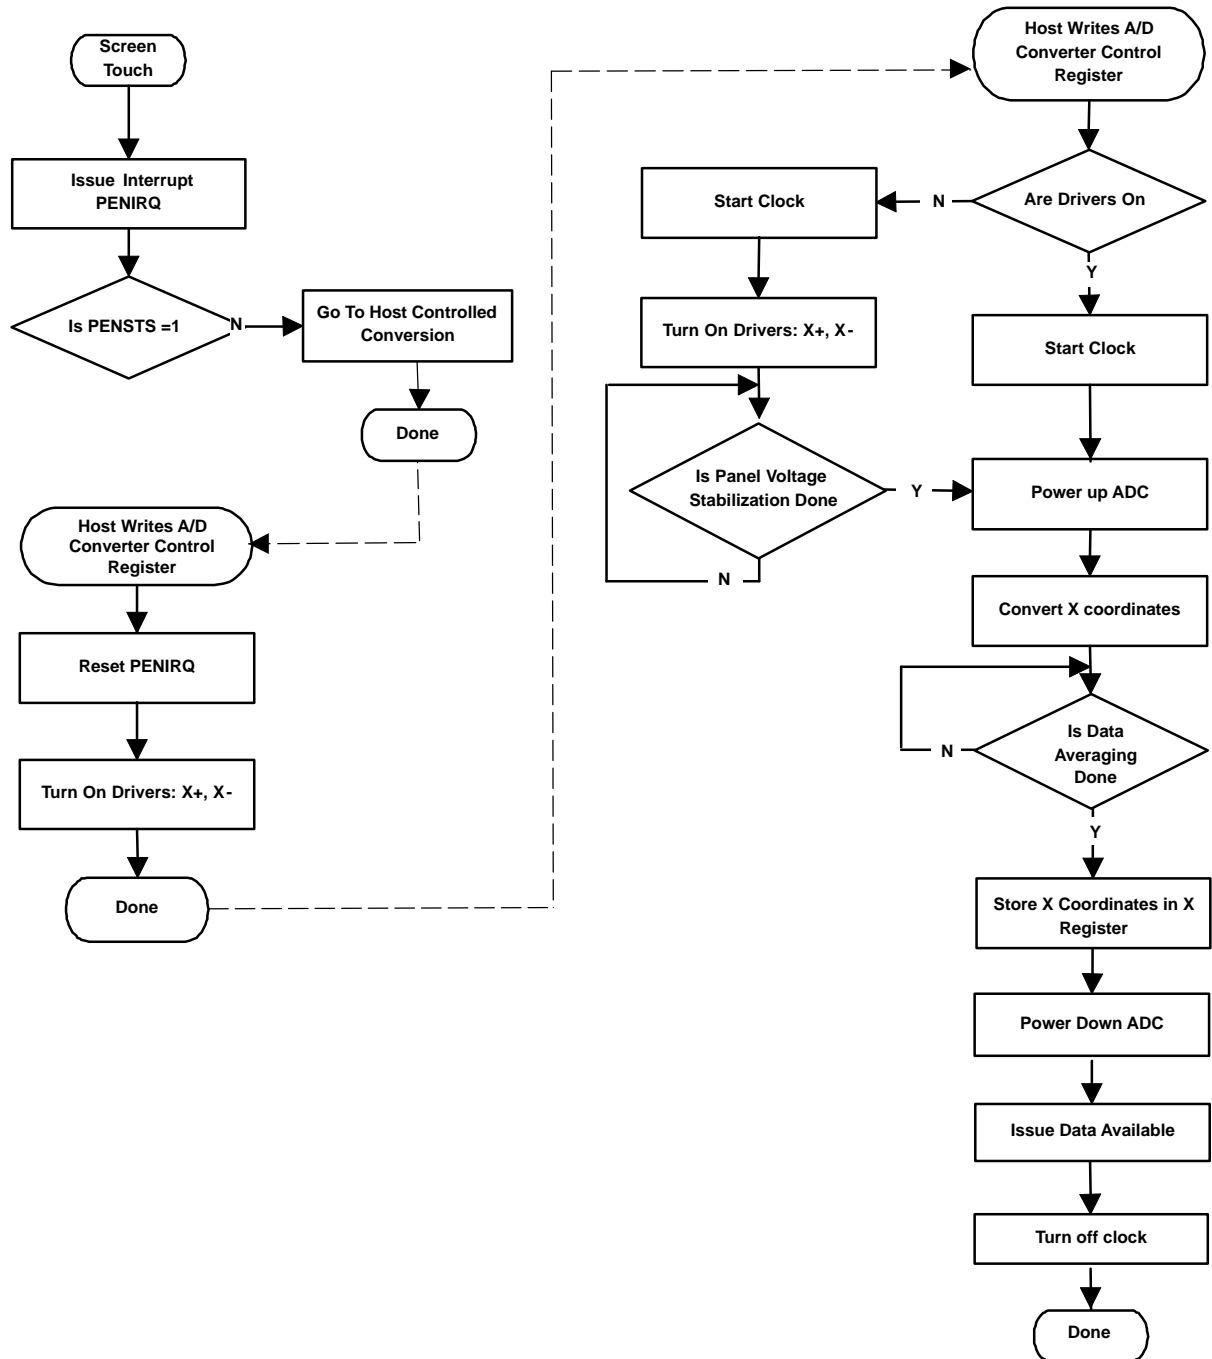 Screen
Touch
Issue Interrupt
PENIRQ
Is PENSTS =1
N
Go To Host Controlled
Conversion
Done
Host Writes A/D
Converter Control
Register
Reset PENIRQ
Turn On Drivers: X+, X-
Done
Host Writes A/D
Converter Control
Register
Are Drivers On
N
Y
Start Clock
Turn On Drivers: X+, X-
Is Panel Voltage
Stabilization Done
Y
N
Start Clock
Power up ADC
Convert X coordinates
Is Data
Averaging
Done
N
Y
Store X Coordinates in X
Register
Power Down ADC
Issue Data Available
Turn off clock
Done